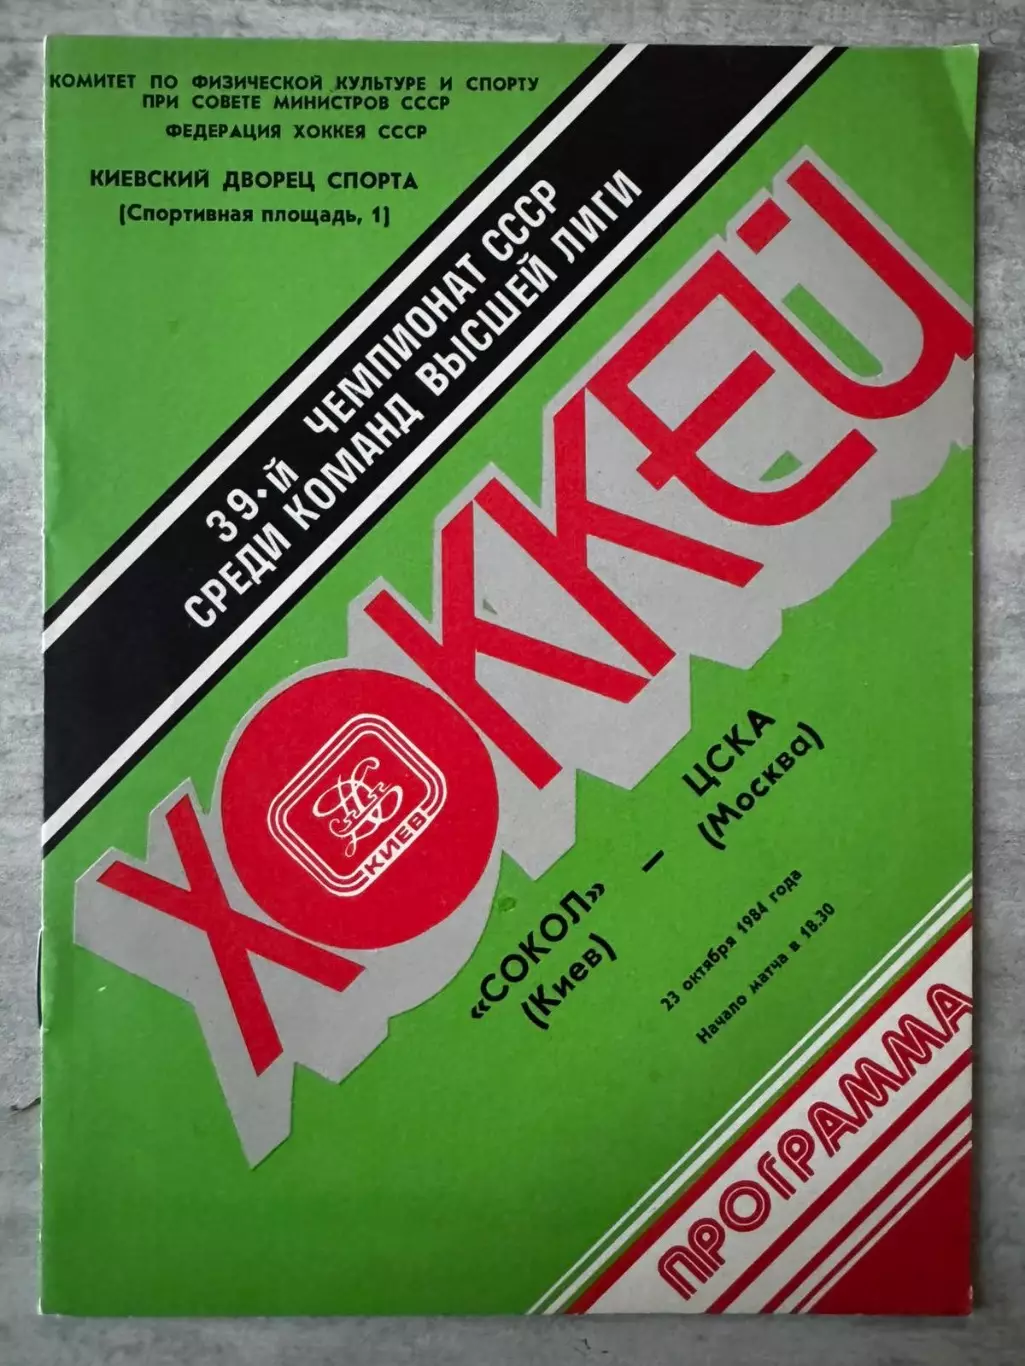 КОМИТЕТ ПО ФИЗИЧЕСКОЙ КУЛЬТУРЕ И СПОРТУ
ПРИ СОВЕТЕ МИНИСТРОВ СССР
ФЕДЕРАЦИЯ ХОККЕЯ СССР
КИЕВСКИЙ ДВОРЕЦ СПОРТА
(Спортивная площадь, 1)
39-й ЧЕМПИОНАТ СССР
СРЕДИ КОМАНД ВЫСШЕЙ ЛИГИ
ХОККЕЙ
КИЕВ
«СОКОЛ» — ЦСКА
(Киев) (Москва)
23 октября 1984 года
Начало матча в 18.30
ПРОГРАММА